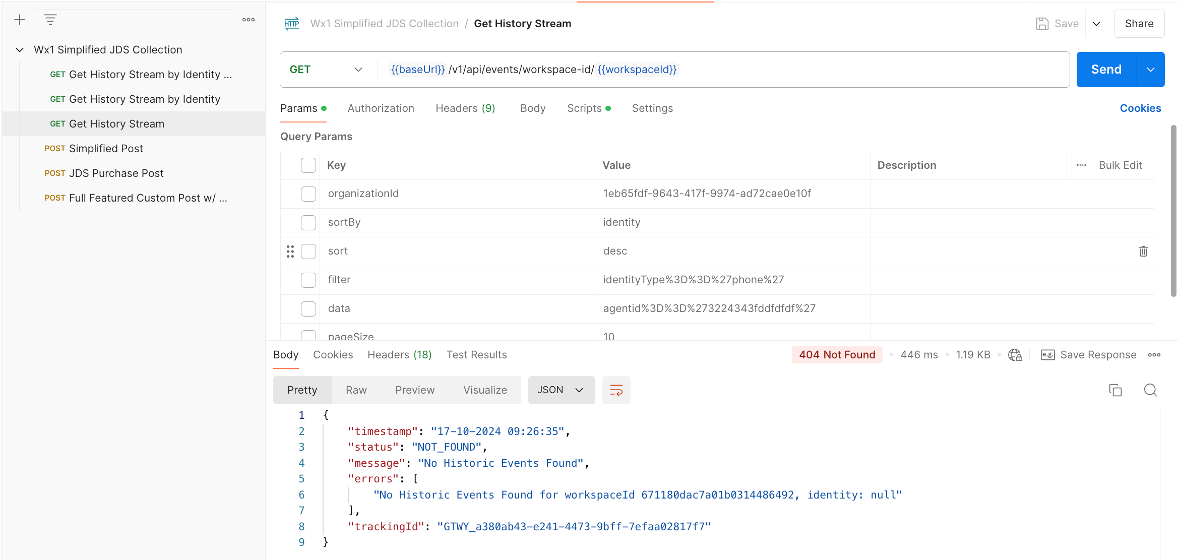 Wx1 Simplified JDS Collection / Get History Stream
Save
Share
Wx1 Simplified JDS Collection
GET Get History Stream by Identity ...
GET Get History Stream by Identity
GET Get History Stream
POST Simplified Post
POST JDS Purchase Post
POST Full Featured Custom Post w/ ...
HTTP
GET {{baseUrl}} /v1/api/events/workspace-id/ {{workspaceId}}
Send
Params Authorization Headers (9) Body Scripts Settings Cookies
Query Params
Key Value Description Bulk Edit
organizationId 1eb65fdf-9643-417f-9974-ad72cae0e10f
sortBy identity
sort desc
filter identityType%3D%3D%27phone%27
data agentid%3D%3D%273224343fddfdfdf%27
pageSize 10
Body Cookies Headers (18) Test Results 404 Not Found 446 ms 1.19 KB Save Response
Pretty Raw Preview Visualize JSON
1 {
2 "timestamp": "17-10-2024 09:26:35",
3 "status": "NOT_FOUND",
4 "message": "No Historic Events Found",
5 "errors": [
6 "No Historic Events Found for workspaceId 671180dac7a01b0314486492, identity: null"
7 ],
8 "trackingId": "GTWY_a380ab43-e241-4473-9bff-7efaa02817f7"
9 }